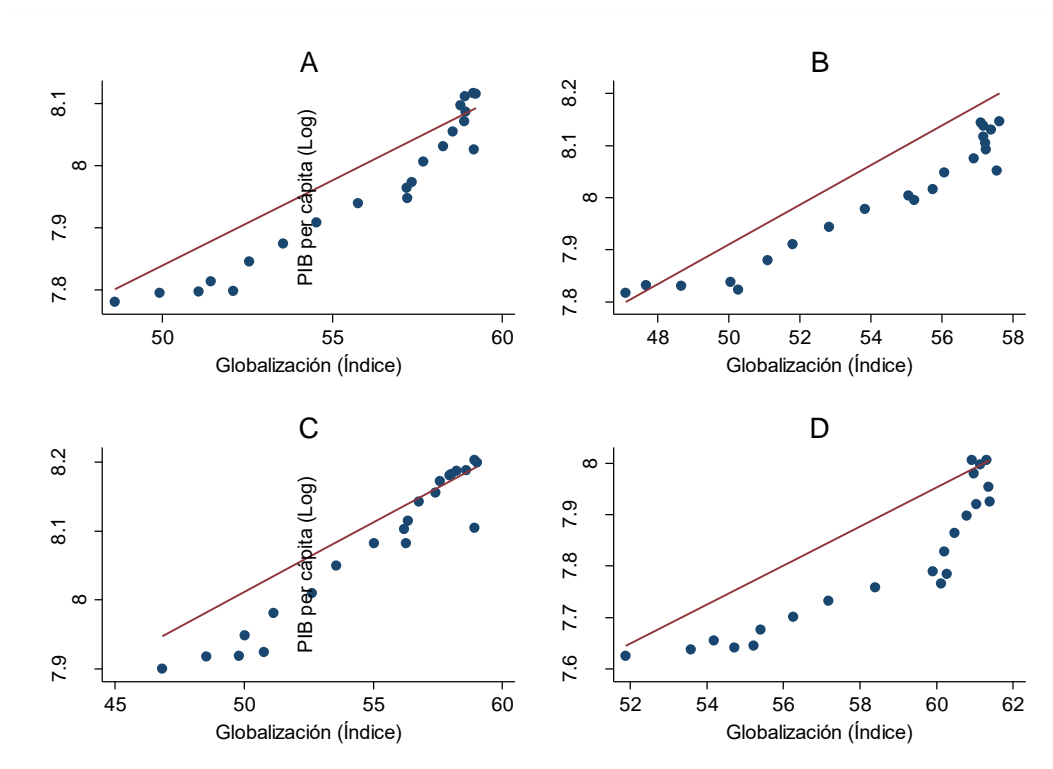 A
8.1
8
7.9
7.8
50 55 60
Globalización (Índice)
B
PIB per cápita (Log)
8.2
8.1
8
7.9
7.8
48 50 52 54 56 58
Globalización (Índice)
C
8.2
8.1
8
7.9
45 50 55 60
Globalización (Índice)
D
PIB per cápita (Log)
8
7.9
7.8
7.7
7.6
52 54 56 58 60 62
Globalización (Índice)